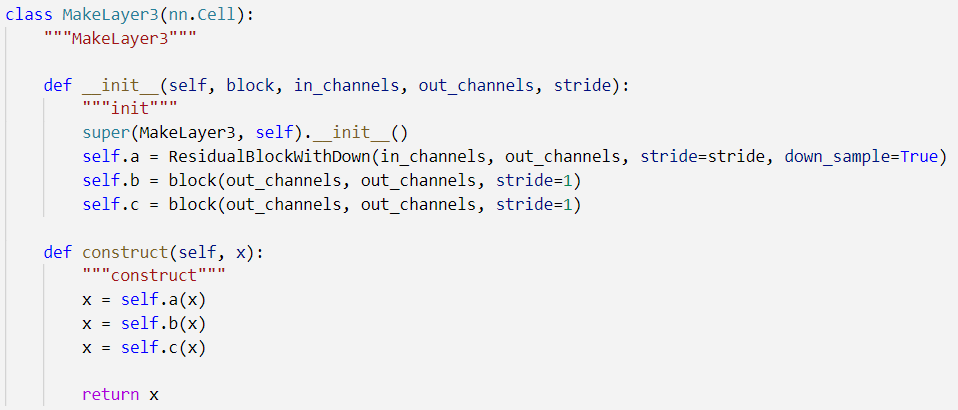 class MakeLayer3(nn.Cell):
    """MakeLayer3"""

    def __init__(self, block, in_channels, out_channels, stride):
        """init"""
        super(MakeLayer3, self).__init__()
        self.a = ResidualBlockWithDown(in_channels, out_channels, stride=stride, down_sample=True)
        self.b = block(out_channels, out_channels, stride=1)
        self.c = block(out_channels, out_channels, stride=1)

    def construct(self, x):
        """construct"""
        x = self.a(x)
        x = self.b(x)
        x = self.c(x)

        return x